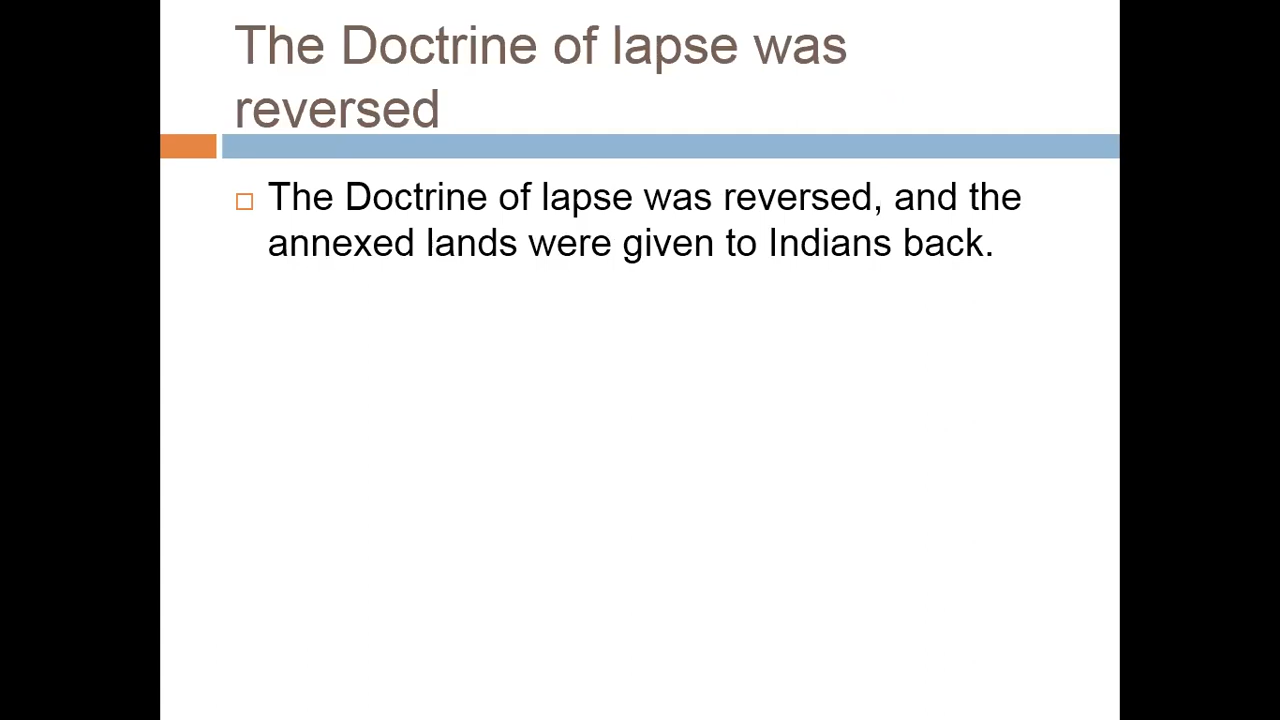 The Doctrine of lapse was
reversed
The Doctrine of lapse was reversed, and the
annexed lands were given to Indians back.